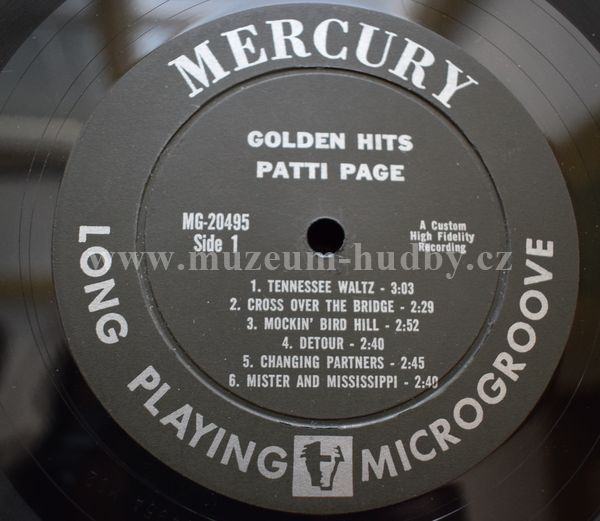 MERCURY
GOLDEN HITS
PATTI PAGE
MG-20495
Side 1
A Custom
High Fidelity
Recording
www.muzeum-hudby.cz
1. TENNESSEE WALTZ - 3:03
2. CROSS OVER THE BRIDGE - 2:29
3. MOCKIN' BIRD HILL - 2:52
4. DETOUR - 2:40
5. CHANGING PARTNERS - 2:45
6. MISTER AND MISSISSIPPI - 2:40
LONG PLAYING MICROGROOVE